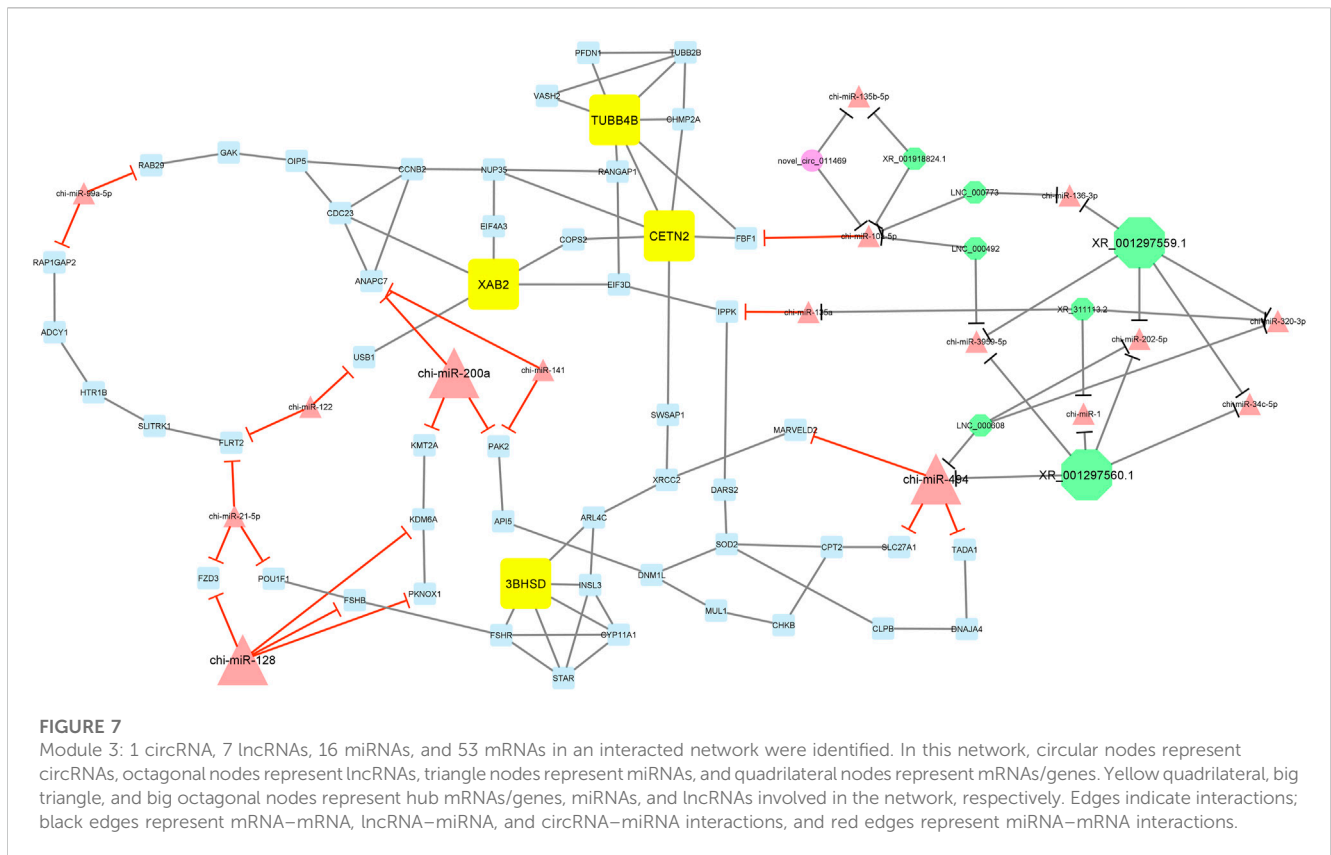 PFDN1
TUBB2B
VASH2
TUBB4B
CHMP2A
chi-miR-135b-5p
novel_circ_011469
XR_001918824.1
RAB29
GAK
OIP5
CCNB2
NUP35
RANGAP1
chi-miR-99a-5p
LNC_000773
chi-miR-136-3p
CDC23
EIF4A3
COPS2
CETN2
FBF1
LNC_000492
XR_001297559.1
RAP1GAP2
ANAPC7
XAB2
EIF3D
IPPK
chi-miR-135a
XR_311113.2
chi-miR-320-3p
ADCY1
USB1
chi-miR-3959-5p
chi-miR-202-5p
chi-miR-200a
chi-miR-141
HTR1B
chi-miR-122
SWSAP1
chi-miR-1
chi-miR-34c-5p
SLITRK1
FLRT2
KMT2A
PAK2
MARVELD2
LNC_000608
XRCC2
DARS2
chi-miR-494
XR_001297560.1
chi-miR-21-5p
KDM6A
API5
ARL4C
SOD2
CPT2
SLC27A1
TADA1
FZD3
POU1F1
FSHB
PKNOX1
3BHSD
INSL3
DNM1L
MUL1
CHKB
CLPB
DNAJA4
FSHR
CYP11A1
chi-miR-128
STAR
FIGURE 7
Module 3: 1 circRNA, 7 lncRNAs, 16 miRNAs, and 53 mRNAs in an interacted network were identified. In this network, circular nodes represent
circRNAs, octagonal nodes represent lncRNAs, triangle nodes represent miRNAs, and quadrilateral nodes represent mRNAs/genes. Yellow quadrilateral, big
triangle, and big octagonal nodes represent hub mRNAs/genes, miRNAs, and lncRNAs involved in the network, respectively. Edges indicate interactions;
black edges represent mRNA–mRNA, lncRNA–miRNA, and circRNA–miRNA interactions, and red edges represent miRNA–mRNA interactions.